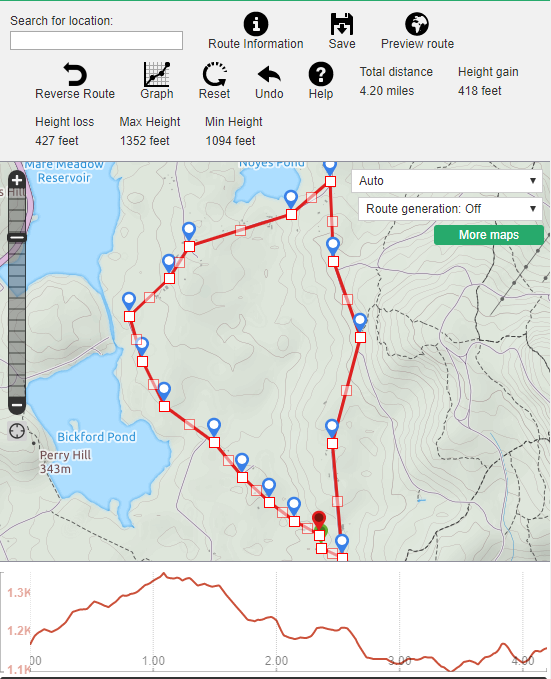 Search for location:
Route Information
Save
Preview route
Reverse Route
Graph
Reset
Undo
Help
Total distance
4.20 miles
Height gain
418 feet
Height loss
427 feet
Max Height
1352 feet
Min Height
1094 feet
Mare Meadow
Reservoir
Noyes Pond
Auto
Route generation: Off
More maps
Bickford Pond
Perry Hill
343m
1.3K
1.2K
1.1K
1.00
2.00
3.00
4.00